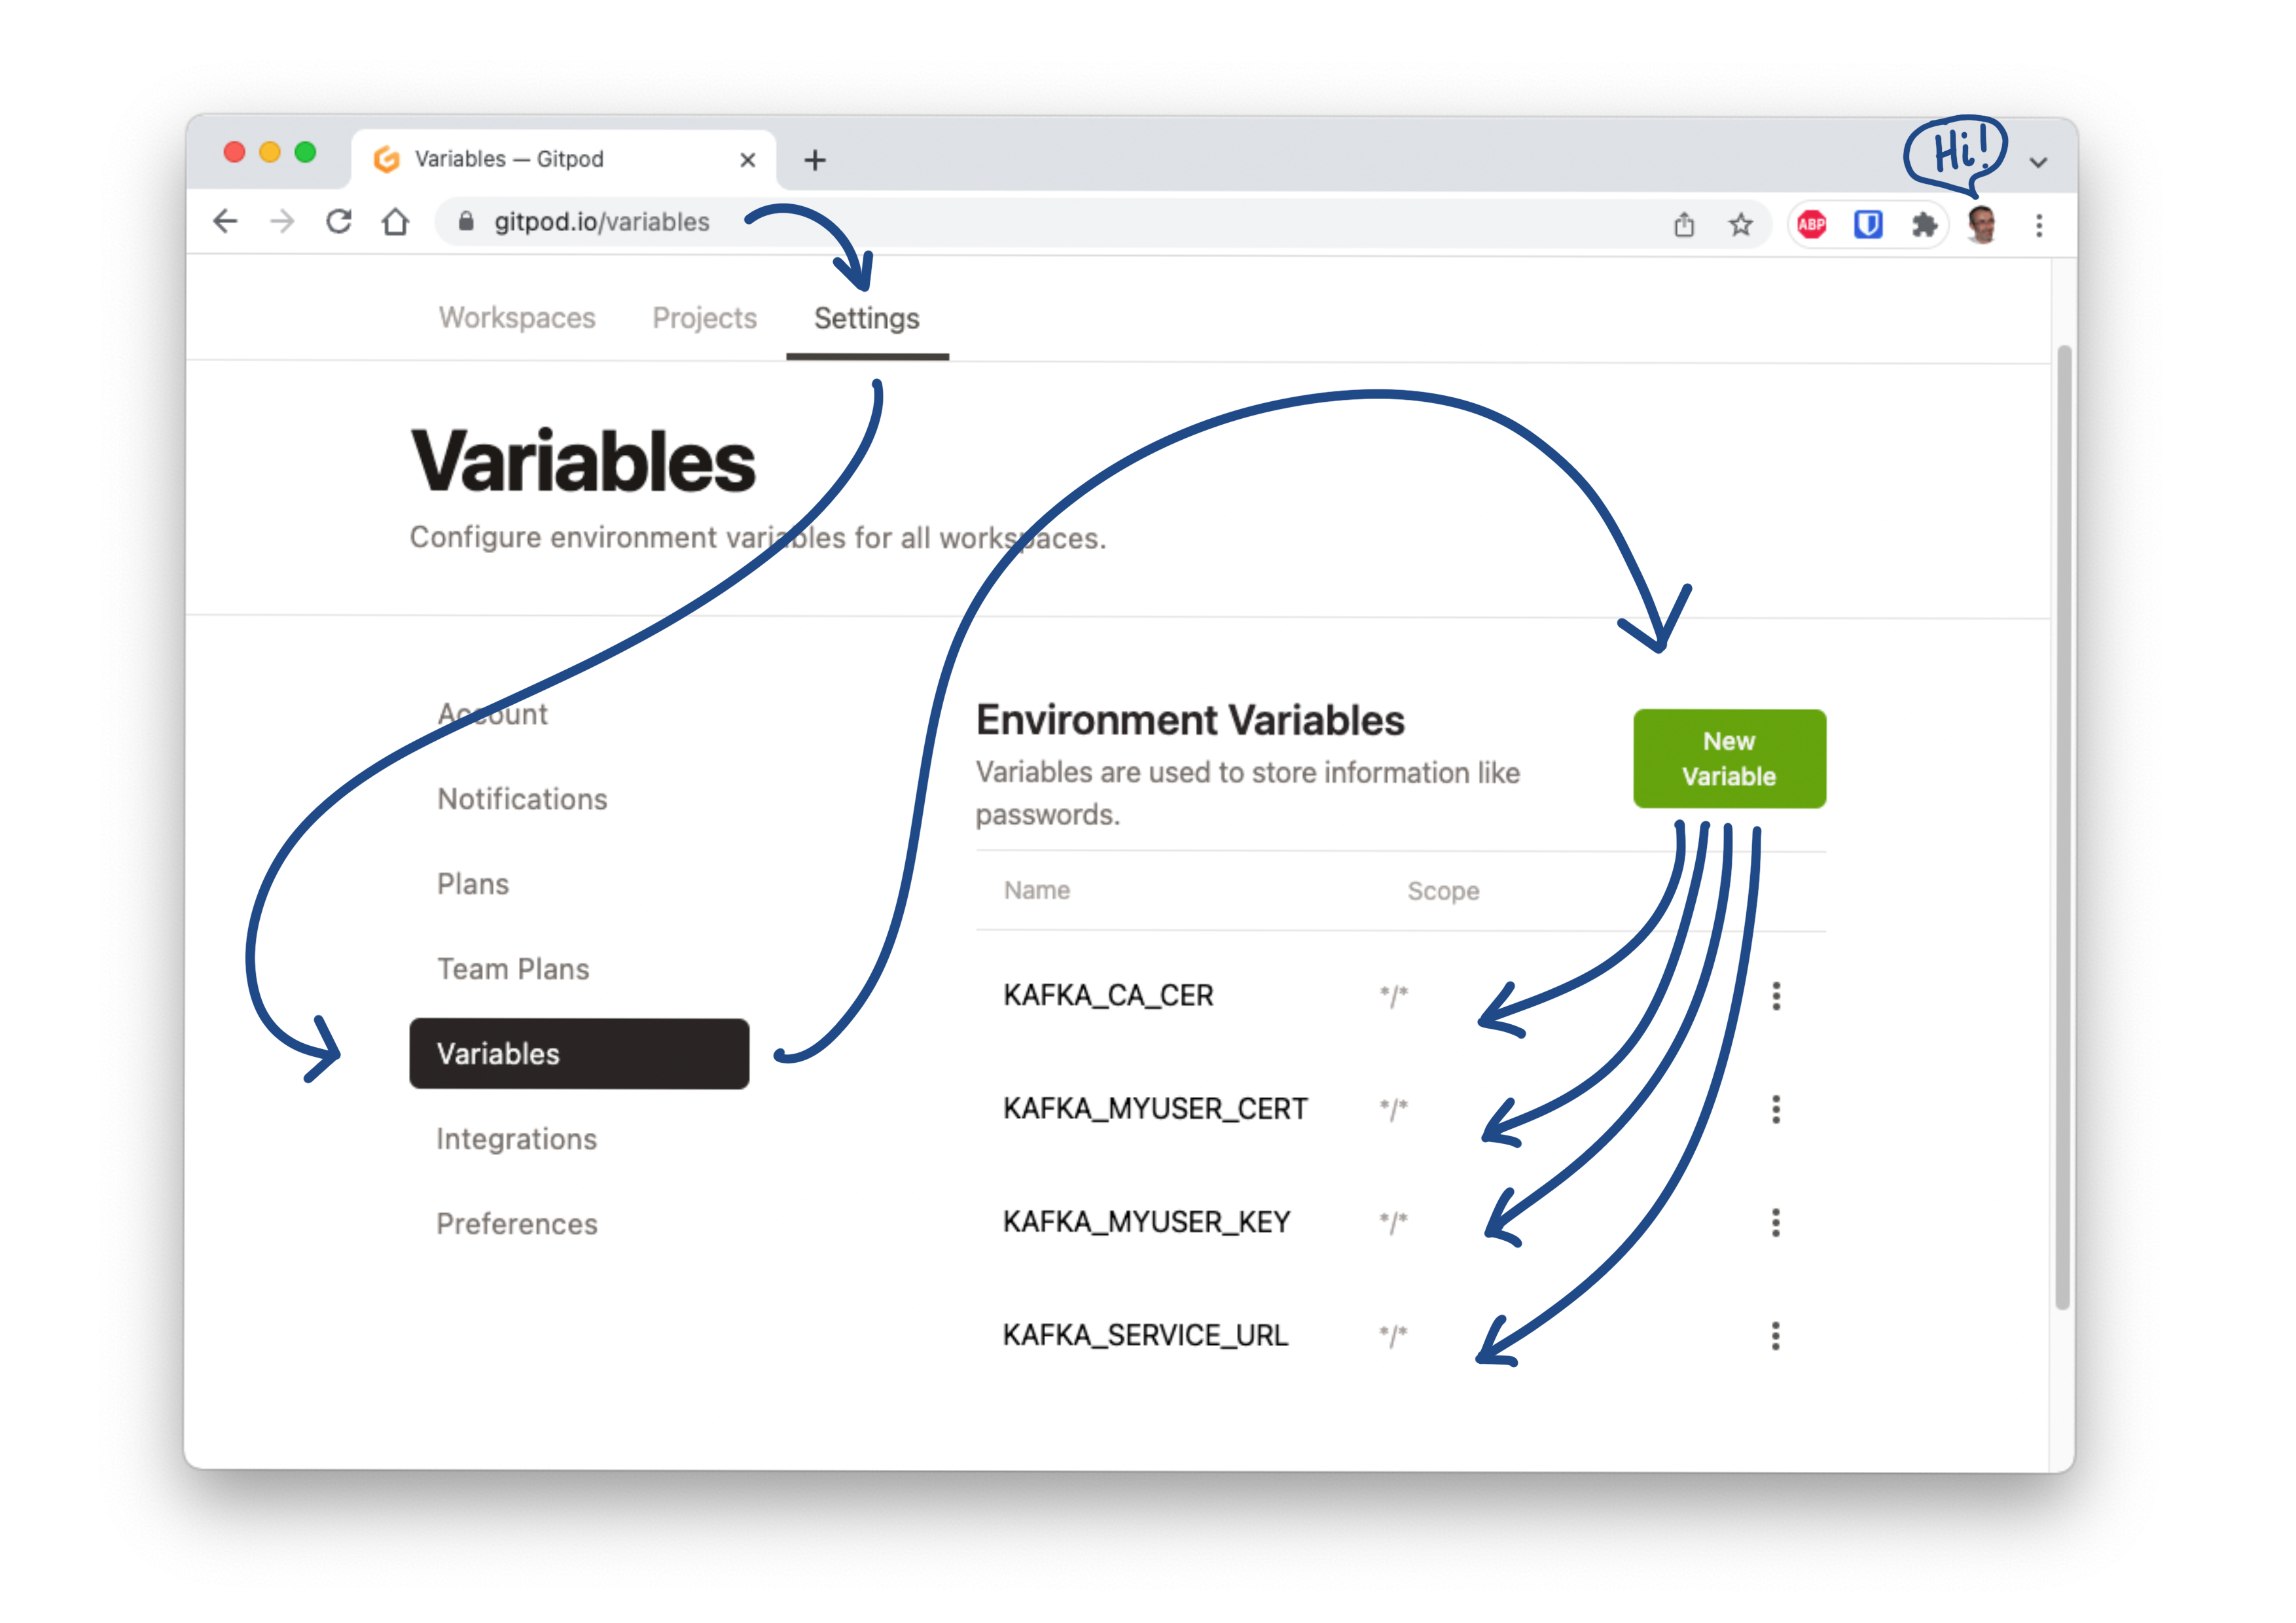 Hi!
Variables — Gitpod
gitpod.io/variables
ABP
Workspaces Projects Settings
Variables
Configure environment variables for all workspaces.
Account
Notifications
Plans
Team Plans
Variables
Integrations
Preferences
Environment Variables
Variables are used to store information like
passwords.
New
Variable
Name Scope
KAFKA_CA_CER */*
KAFKA_MYUSER_CERT */*
KAFKA_MYUSER_KEY */*
KAFKA_SERVICE_URL */*